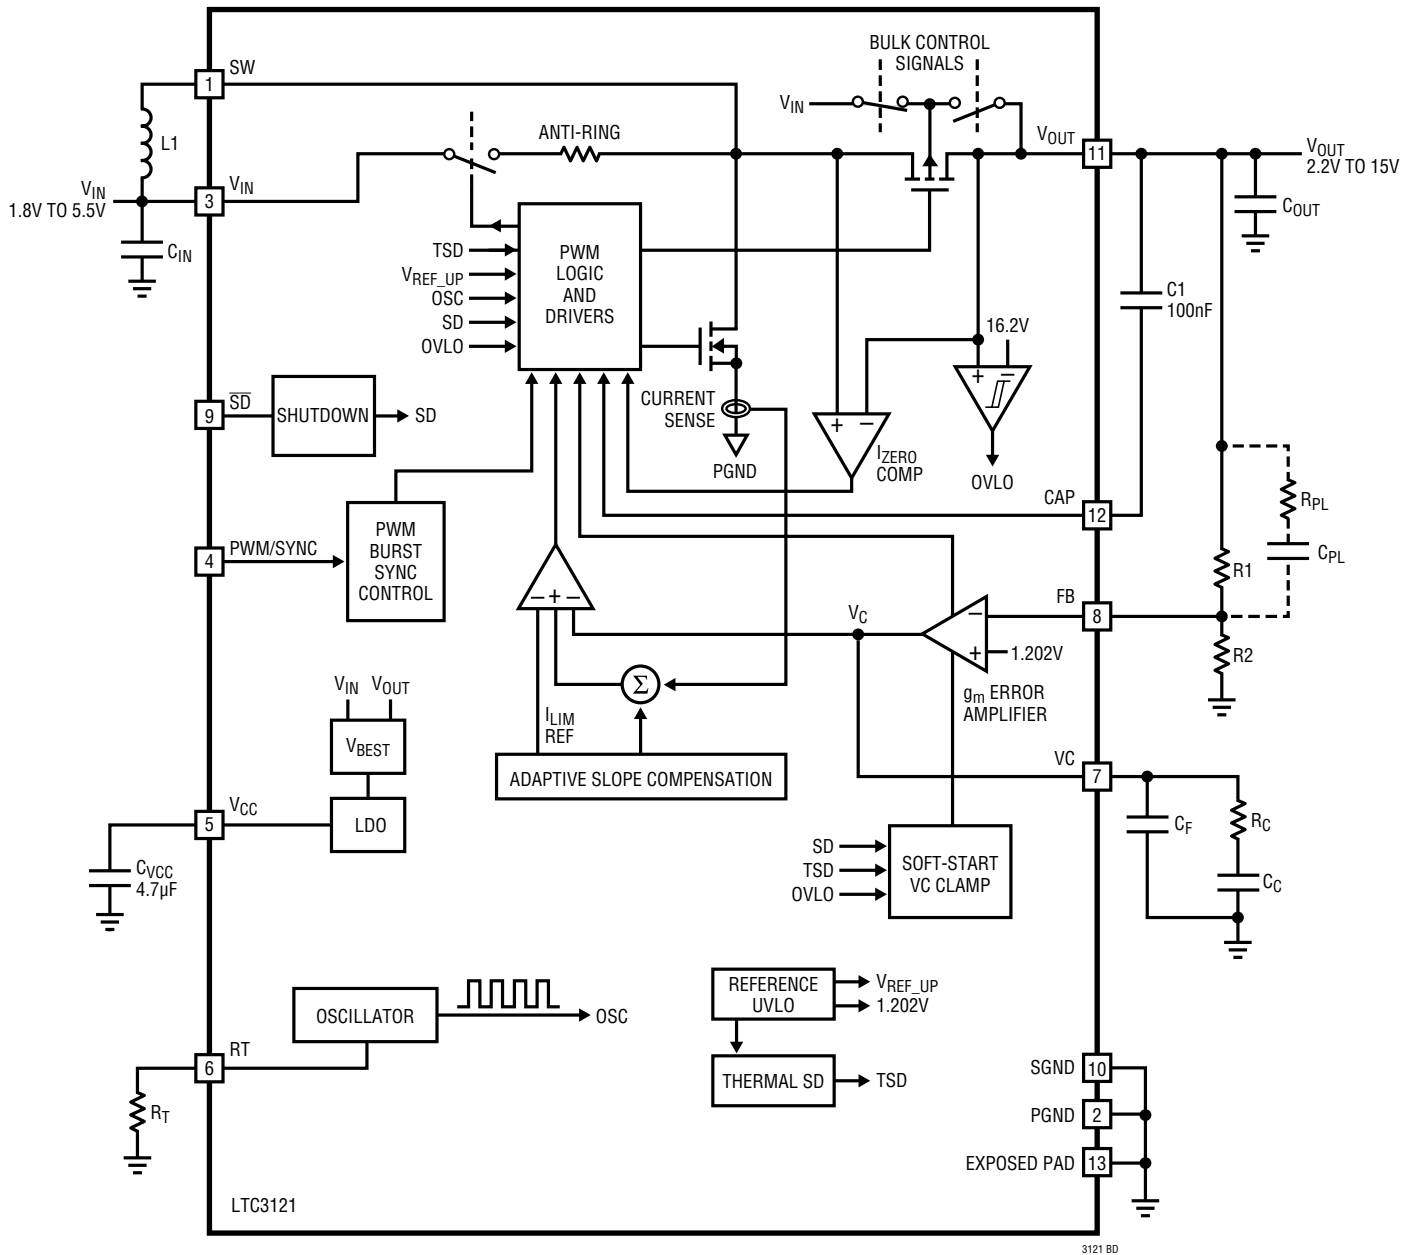 BULK CONTROL
SIGNALS
SW
1
VIN
ANTI-RING
L1
VOUT
11
VOUT
2.2V TO 15V
VIN
1.8V TO 5.5V
3
VIN
COUT
CIN
TSD
VREF_UP
OSC
SD
OVLO
PWM
LOGIC
AND
DRIVERS
C1
100nF
16.2V
+
–
CURRENT
SENSE
PGND
9
SD
SHUTDOWN
SD
+
–
IZERO
COMP
OVLO
CAP
12
RPL
CPL
4
PWM/SYNC
PWM
BURST
SYNC
CONTROL
– + –
R1
FB
8
VC
–
+
1.202V
R2
gm ERROR
AMPLIFIER
Σ
ILIM
REF
ADAPTIVE SLOPE COMPENSATION
VIN
VOUT
VBEST
LDO
VC
7
CF
RC
CC
5
VCC
CVCC
4.7µF
SD
TSD
OVLO
SOFT-START
VC CLAMP
OSCILLATOR
OSC
REFERENCE
UVLO
VREF_UP
1.202V
THERMAL SD
TSD
6
RT
RT
SGND
10
PGND
2
EXPOSED PAD
13
LTC3121
3121 BD